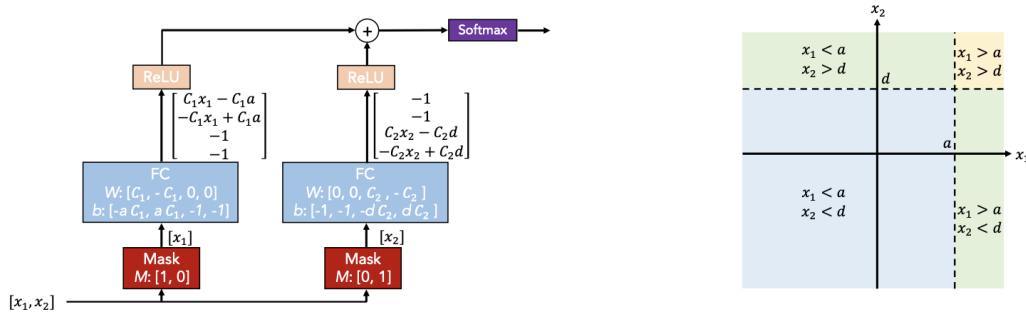 Softmax
+
ReLU
ReLU
C₁x₁ − C₁a
−C₁x₁ + C₁a
−1
−1
−1
−1
C₂x₂ − C₂d
−C₂x₂ + C₂d
FC
W: [C₁, -C₁, 0, 0]
b: [-a C₁, a C₁, -1, -1]
FC
W: [0, 0, C₂, -C₂ ]
b: [-1, -1, -d C₂, d C₂ ]
[x₁]
[x₂]
Mask
M: [1, 0]
Mask
M: [0, 1]
[x₁, x₂]
x₂
x₁ < a
x₂ > d
x₁ > a
x₂ > d
d
a
x₁
x₁ < a
x₂ < d
x₁ > a
x₂ < d